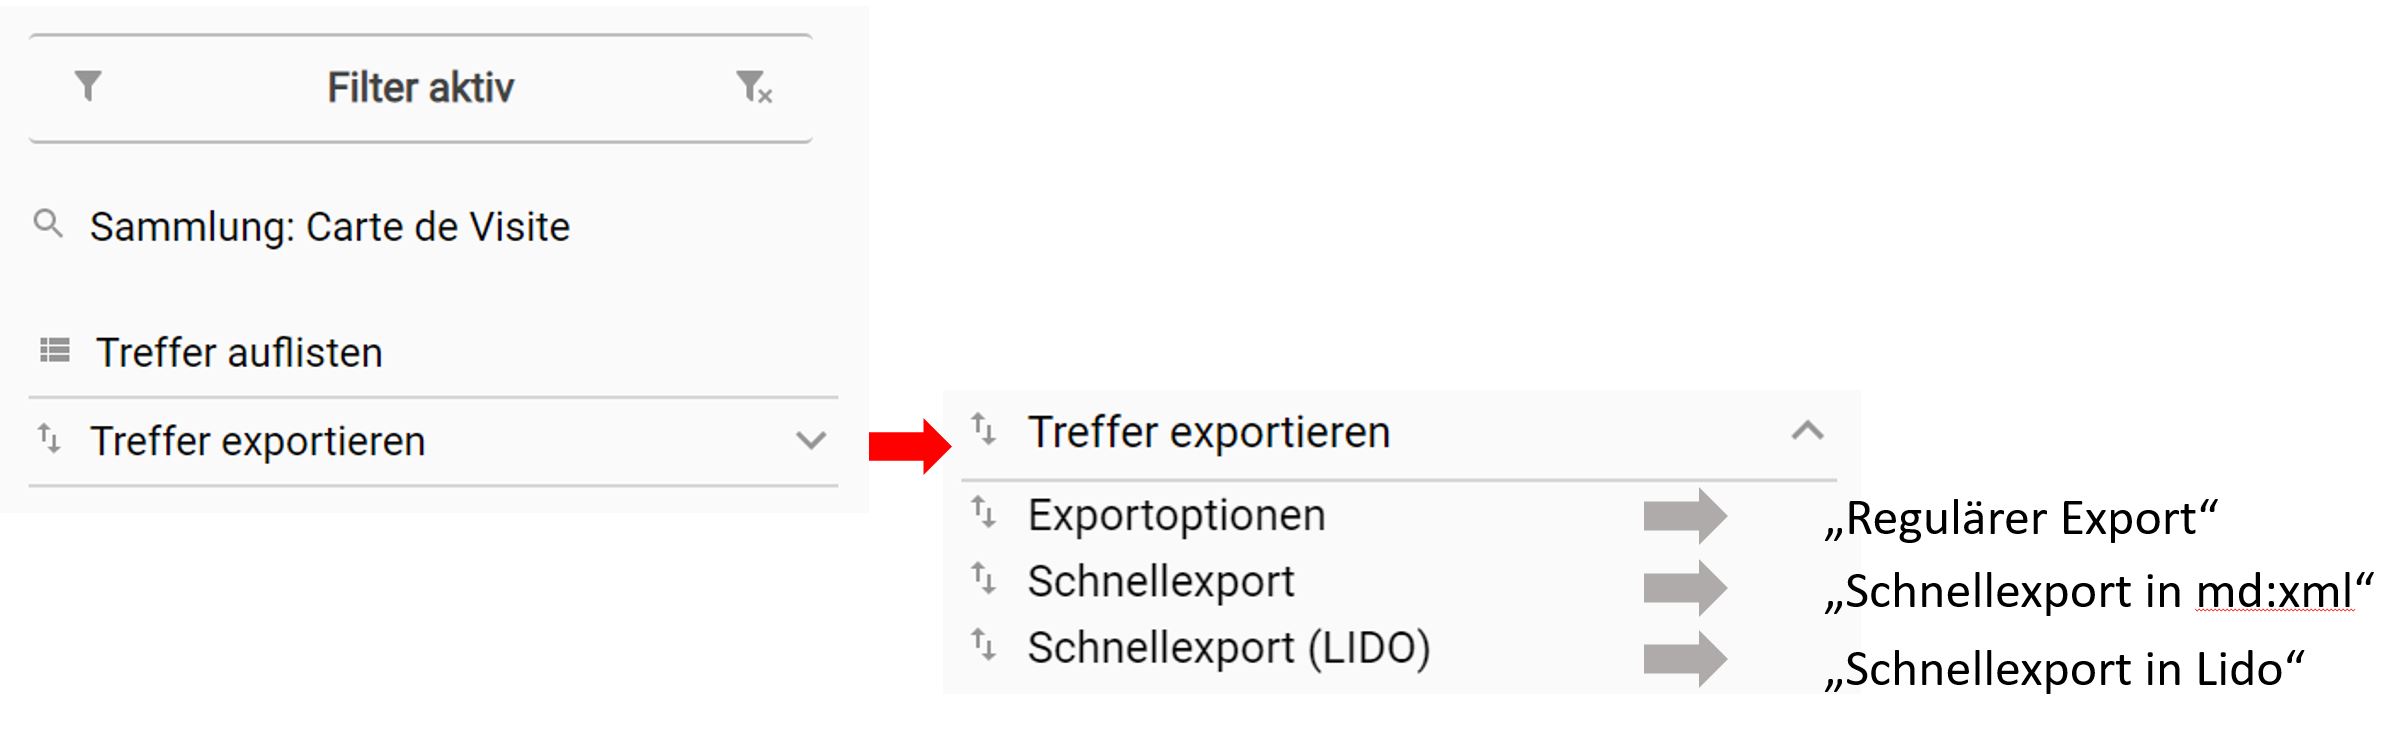 Filter aktiv
Sammlung: Carte de Visite
Treffer auflisten
Treffer exportieren
Treffer exportieren
Exportoptionen
„Regulärer Export“
Schnellexport
„Schnellexport in md:xml“
Schnellexport (LIDO)
„Schnellexport in Lido“